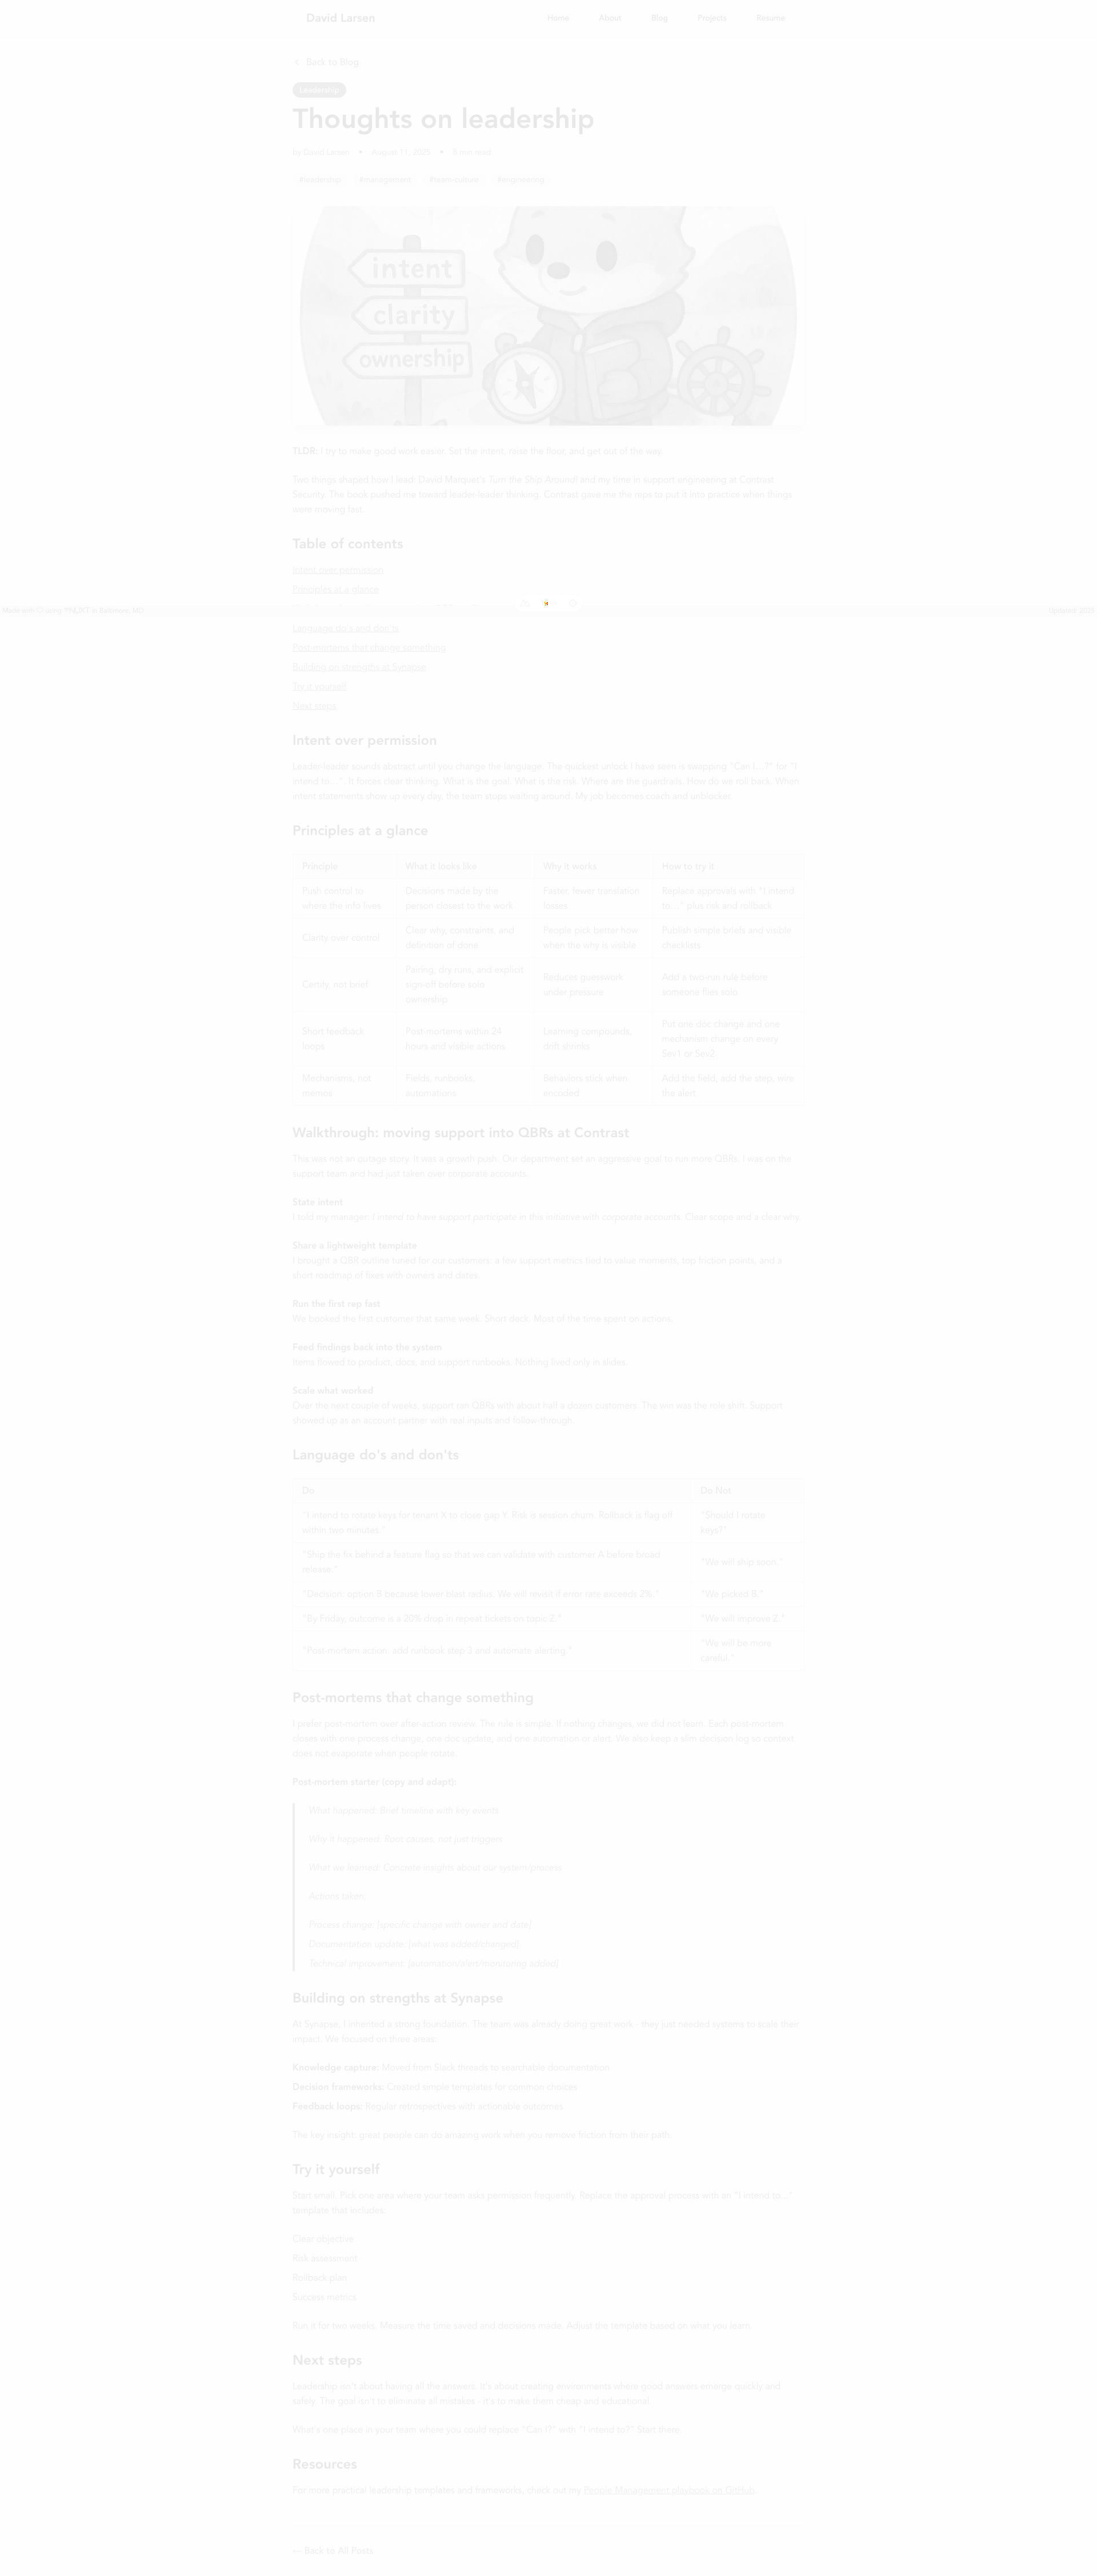 David Larsen
Home About Blog Projects Resume
Back to Blog
Leadership
Thoughts on leadership
by David Larsen • August 11, 2025 • min read
#leadership #management #team-culture #engineering
intent
clarity
ownership
TLDR: I try to make good work easier. Set the intent, raise the floor, and get out of the way.
Two things shaped how I lead: David Marquet's Turn the Ship Around! and my time in support engineering at Contrast
Security. The book pushed me toward leader-leader thinking. Contrast gave me the reps to put it into practice when things
were moving fast.
Table of contents
Intent over permission
Principles at a glance
Made with using in Baltimore, MD
Updated: 2025
Language do's and don'ts
Post-mortems that change something
Building on strengths at Synapse
Try it yourself
Next steps
Intent over permission
Leader-leader sounds abstract until you change the language. The quickest unlock I have seen is swapping "Can I…?" for "I
intend to…". It forces clear thinking. What is the goal. What is the risk. Where are the guardrails. How do we roll back. When
intent statements show up every day, the team stops waiting around. My job becomes coach and unblocker.
Principles at a glance
Principle What it looks like Why it works How to try it
Push control to where the info lives Decisions made by the person closest to the work Faster, fewer translation losses Replace approvals with "I intend to…" plus risk and rollback
Clarity over control Clear why, constraints, and definition of done People pick better how when the why is visible Publish simple briefs and visible checklists
Certify, not brief Pairing, dry runs, and explicit sign-off before solo ownership Reduces guesswork under pressure Add a two-run rule before someone flies solo
Short feedback loops Post-mortems within 24 hours and visible actions Learning compounds, drift shrinks Put one doc change and one mechanism change on every Sev1 or Sev2
Mechanisms, not memos Fields, runbooks, automations Behaviors stick when encoded Add the field, add the step, wire the alert
Walkthrough: moving support into QBRs at Contrast
This was not an outage story. It was a growth push. Our department set an aggressive goal to run more QBRs. I was on the
support team and had just taken over corporate accounts.
State intent
I told my manager: I intend to have support participate in this initiative with corporate accounts. Clear scope and a clear why.
Share a lightweight template
I brought a QBR outline tuned for our customers: a few support metrics tied to value moments, top friction points, and a
short roadmap of fixes with owners and dates.
Run the first rep fast
We booked the first customer that same week. Short deck. Most of the time spent on actions.
Feed findings back into the system
Items flowed to product, docs, and support runbooks. Nothing lived only in slides.
Scale what worked
Over the next couple of weeks, support ran QBRs with about half a dozen customers. The win was the role shift. Support
showed up as an account partner with real inputs and follow-through.
Language do's and don'ts
Do Do Not
"I intend to rotate keys for tenant X to close gap Y. Risk is session churn. Rollback is flag off within two minutes." "Should I rotate keys?"
"Ship the fix behind a feature flag so that we can validate with customer A before broad release." "We will ship soon."
"Decision: option B because lower blast radius. We will revisit if error rate exceeds 2%." "We picked B."
"By Friday, outcome is a 20% drop in repeat tickets on topic Z." "We will improve Z."
"Post-mortem action: add runbook step 3 and automate alerting." "We will be more careful."
Post-mortems that change something
I prefer post-mortem over after-action review. The rule is simple: if nothing changes, we did not learn. Each post-mortem
closes with one process change, one doc update, and one automation or alert. We also keep a slim decision log so context
does not evaporate when people rotate.
Post-mortem starter (copy and adapt):
What happened: Brief timeline with key events
Why it happened: Root causes, not just triggers
What we learned: Concrete insights about our system/process
Actions taken:
Process change: [specific change with owner and date]
Documentation update: [what was added/changed]
Technical improvement: [automation/alert/monitoring added]
Building on strengths at Synapse
At Synapse, I inherited a strong foundation. The team was already doing great work - they just needed systems to scale their
impact. We focused on three areas:
Knowledge capture: Moved from Slack threads to searchable documentation
Decision frameworks: Created simple templates for common choices
Feedback loops: Regular retrospectives with actionable outcomes
The key insight: great people can do amazing work when you remove friction from their path.
Try it yourself
Start small. Pick one area where your team asks permission frequently. Replace the approval process with an "I intend to…"
template that includes:
Clear objective
Risk assessment
Rollback plan
Success metrics
Run it for two weeks. Measure the time saved and decisions made. Adjust the template based on what you learn.
Next steps
Leadership isn't about having all the answers. It's about creating environments where good answers emerge quickly and
safely. The goal isn't to eliminate all mistakes - it's to make them cheap and educational.
What's one place in your team where you could replace "Can I?" with "I intend to?" Start there.
Resources
For more practical leadership templates and frameworks, check out my People Management playbook on GitHub.
← Back to All Posts